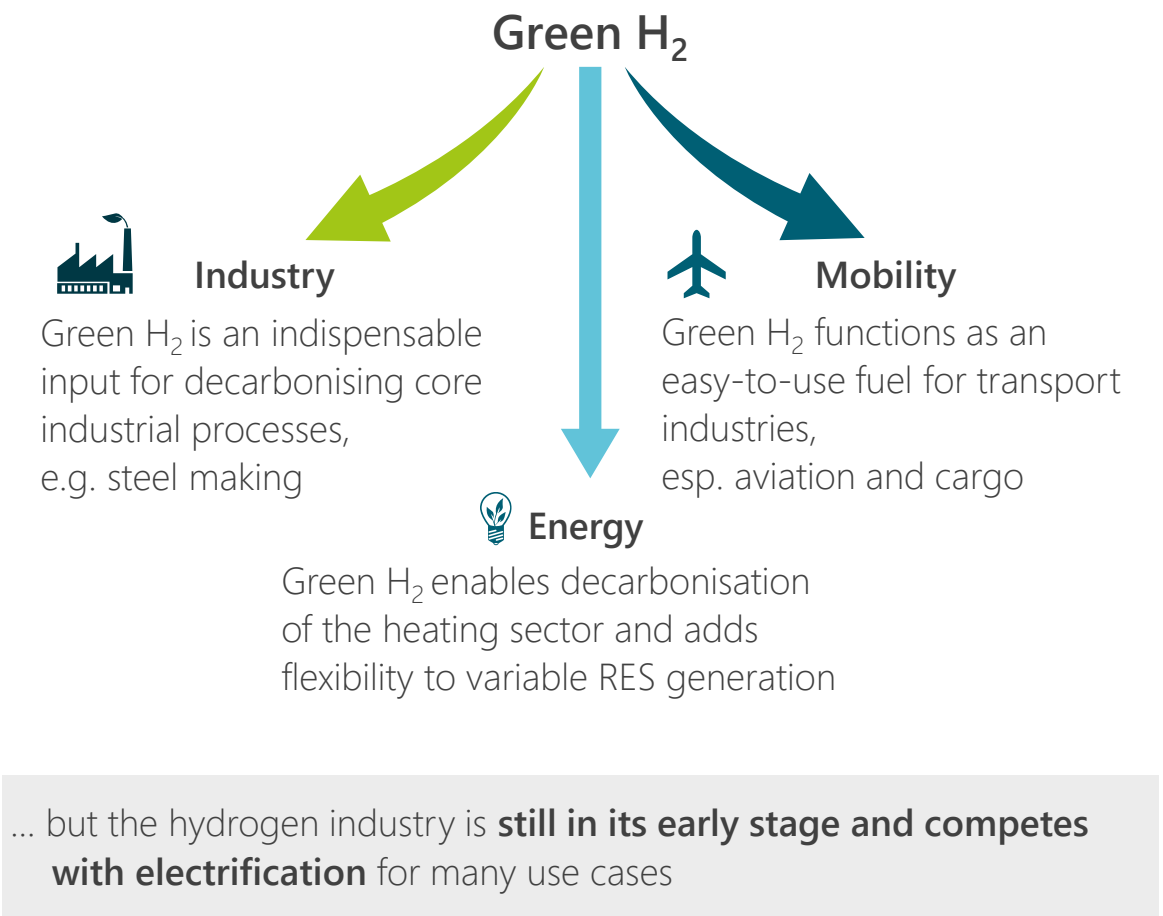 Green H₂
Industry
Green H₂ is an indispensable
input for decarbonising core
industrial processes,
e.g. steel making
Mobility
Green H₂ functions as an
easy-to-use fuel for transport
industries,
esp. aviation and cargo
Energy
Green H₂ enables decarbonisation
of the heating sector and adds
flexibility to variable RES generation
... but the hydrogen industry is still in its early stage and competes
with electrification for many use cases